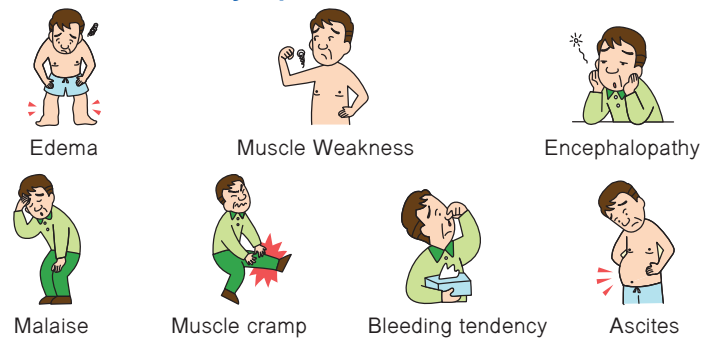 Edema
Muscle Weakness
Encephalopathy
Malaise
Muscle cramp
Bleeding tendency
Ascites